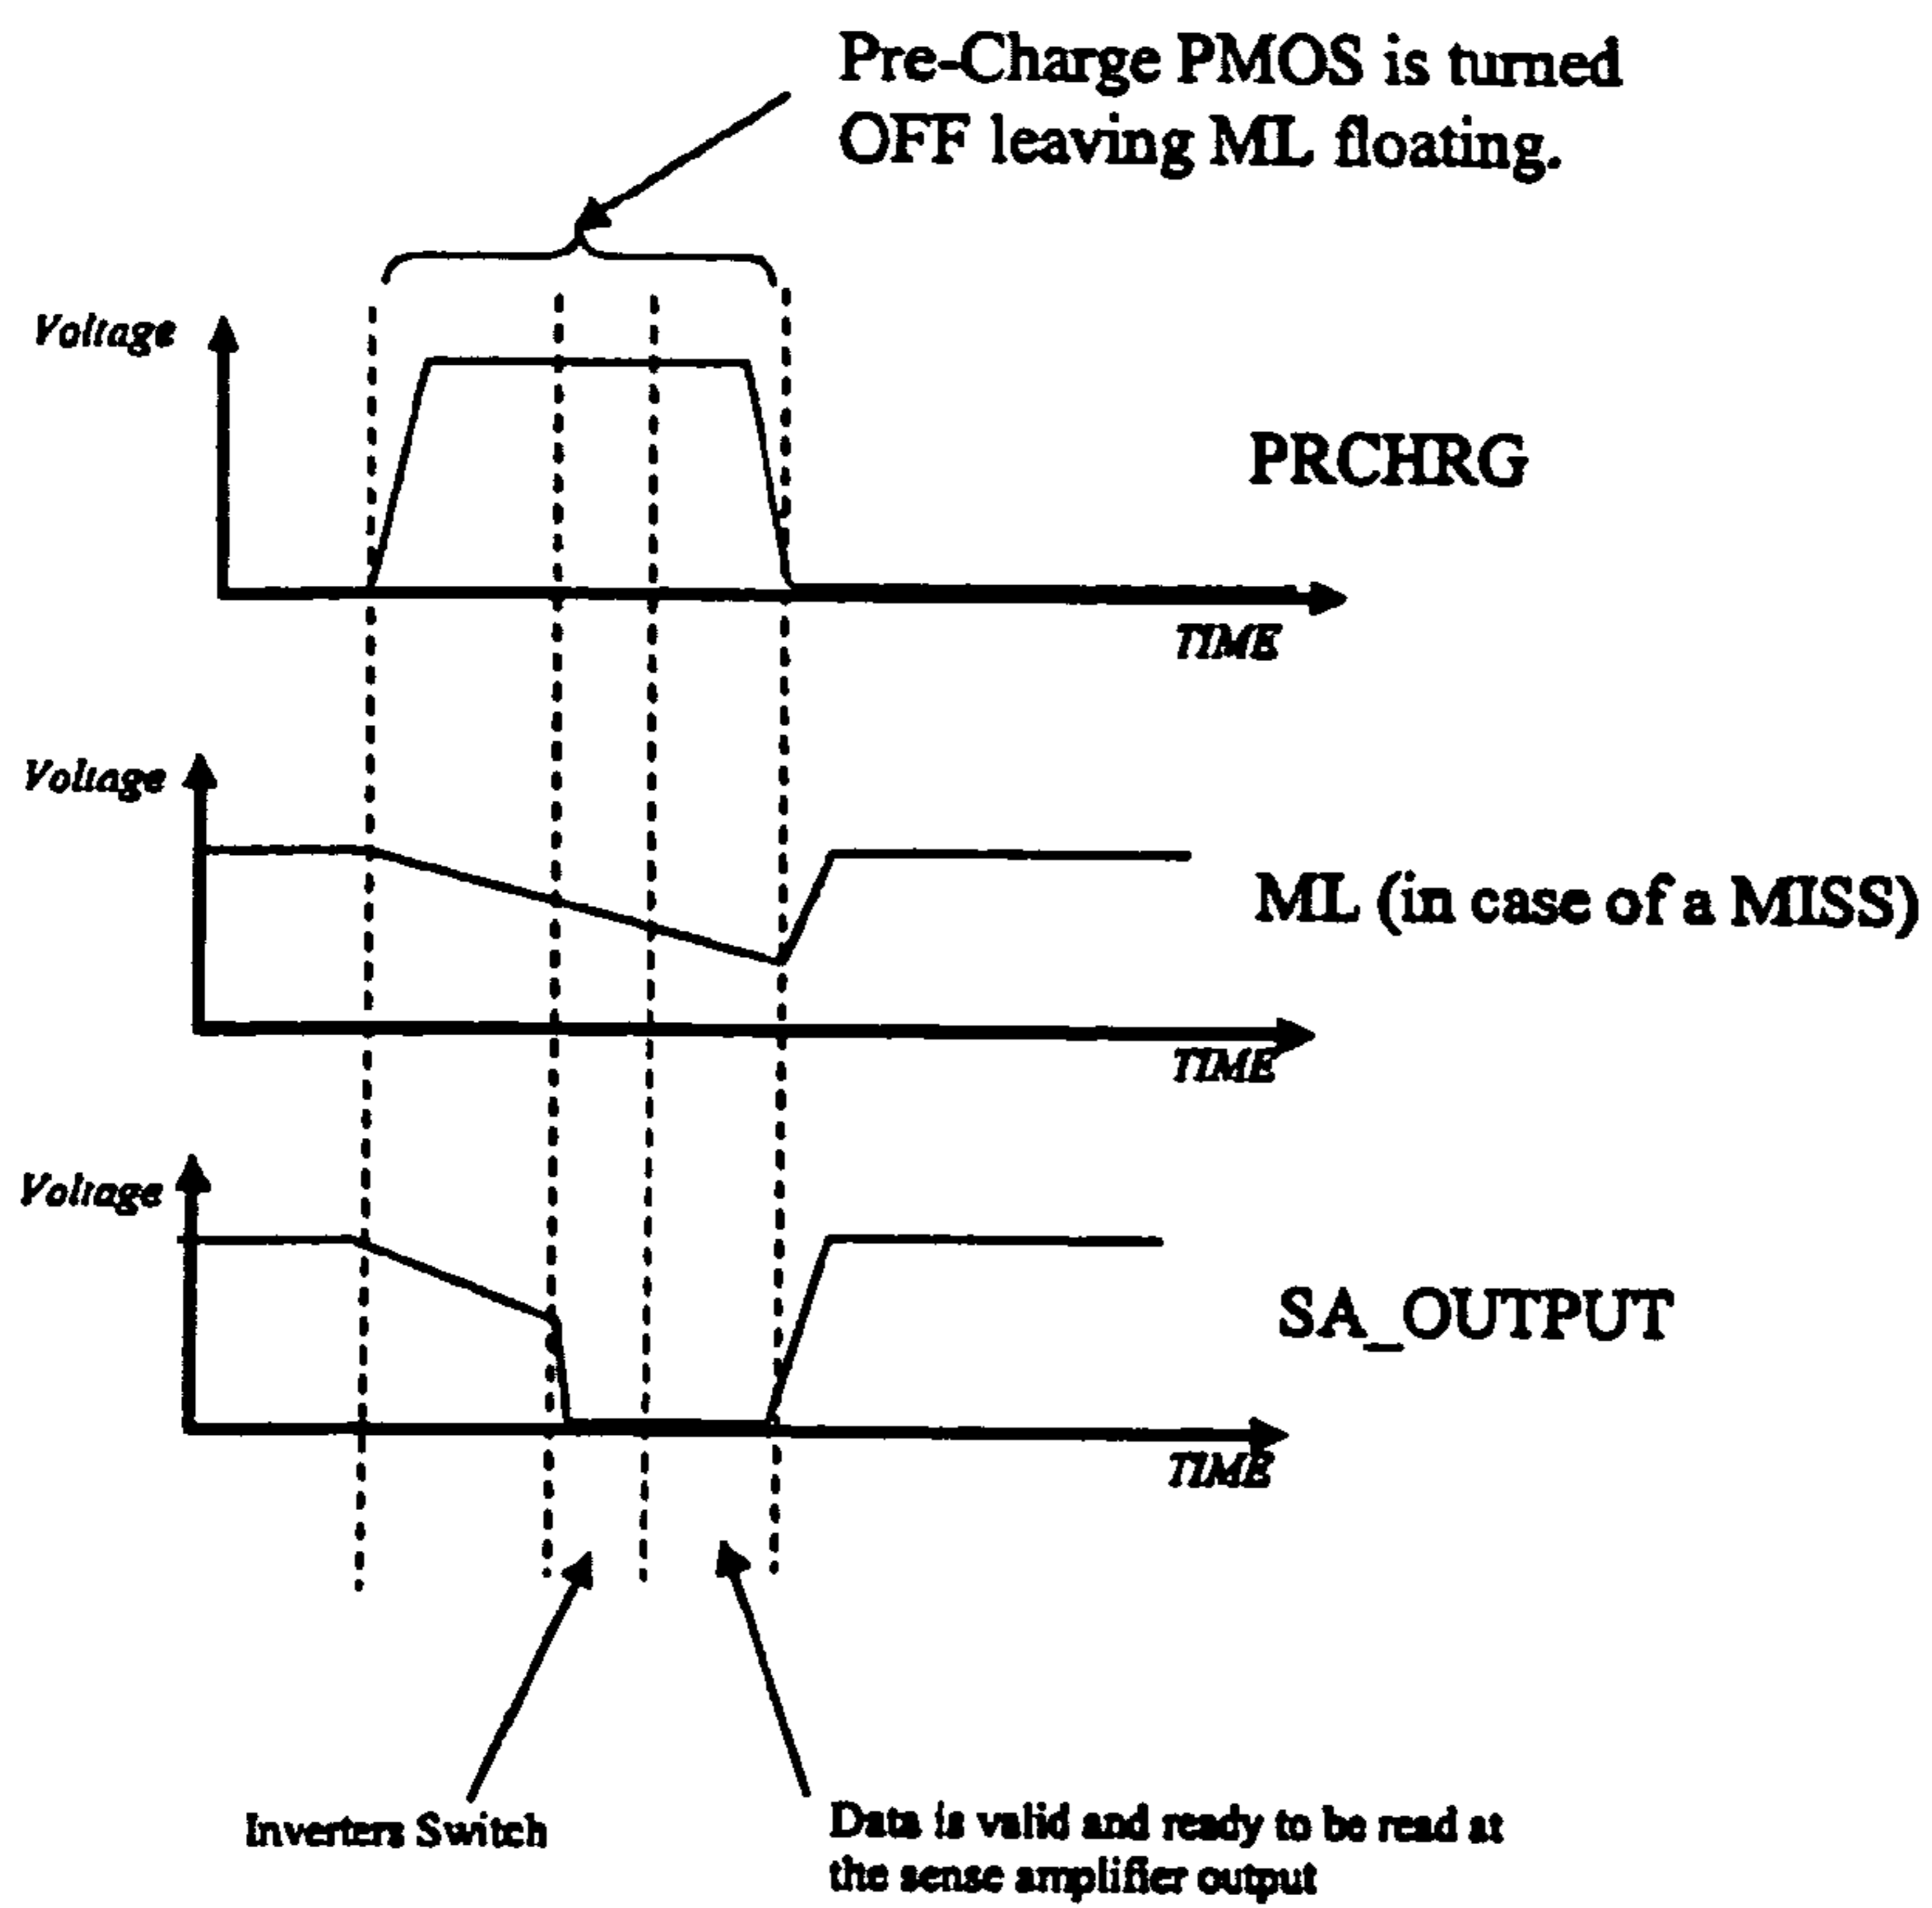 Pre-Charge PMOS is turned
OFF leaving ML floating.
Voltage
PRCHRG
TIME
Voltage
ML (in case of a MISS)
TIME
Voltage
SA_OUTPUT
TIME
Inverters Switch
Data is valid and ready to be read at
the sense amplifier output